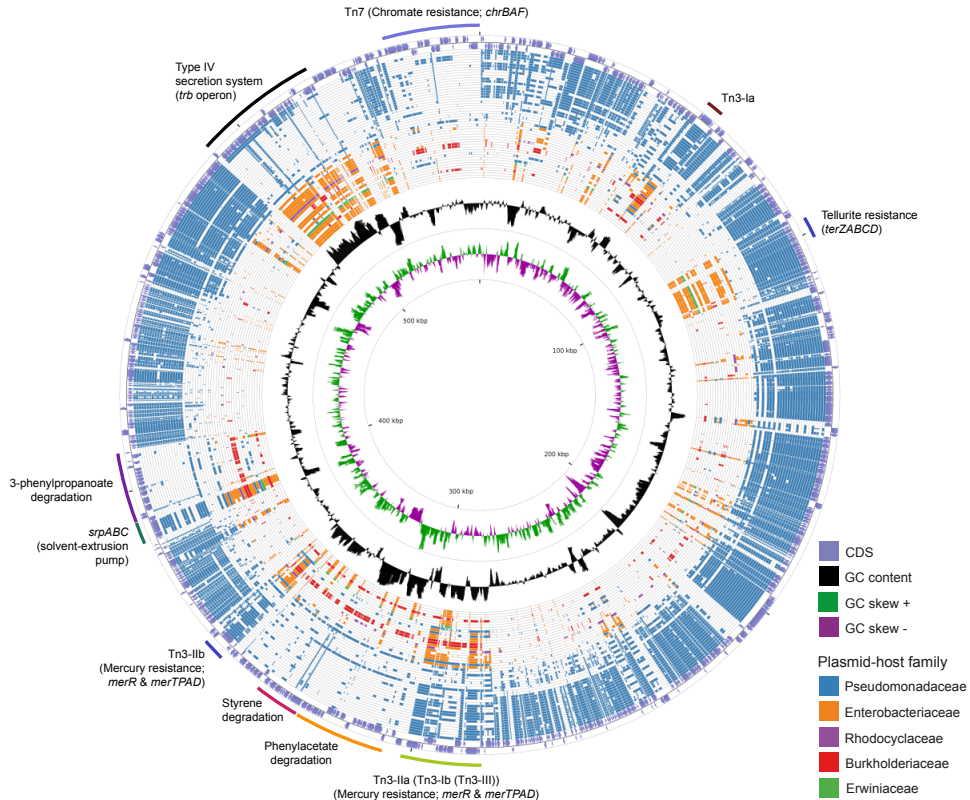 Tn7 (Chromate resistance; chrBAF)
Type IV
secretion system
(trb operon)
Tn3-Ia
Tellurite resistance
(terZABCD)
500 kbp
100 kbp
400 kbp
200 kbp
300 kbp
3-phenylpropanoate
degradation
srpABC
(solvent-extrusion
pump)
Tn3-IIb
(Mercury resistance;
merR & merTPAD)
Styrene
degradation
Phenylacetate
degradation
Tn3-IIa (Tn3-Ib (Tn3-III))
(Mercury resistance; merR & merTPAD)
CDS
GC content
GC skew +
GC skew -
Plasmid-host family
Pseudomonadaceae
Enterobacteriaceae
Rhodocyclaceae
Burkholderiaceae
Erwiniaceae